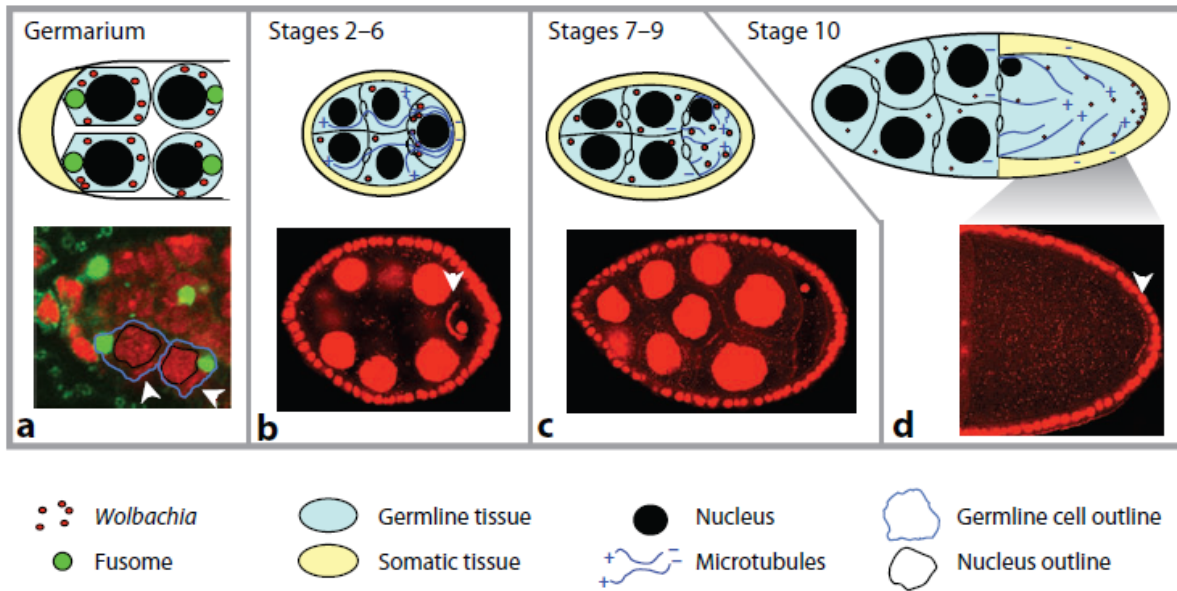 Germarium
Stages 2–6
Stages 7–9
Stage 10
+
+
+
−
−
+
+
−
−
−
−
−
−
+
+
+
+
−
−
a
b
c
d
Wolbachia
Germline tissue
Nucleus
Germline cell outline
Fusome
Somatic tissue
+ −
+ −
Microtubules
Nucleus outline